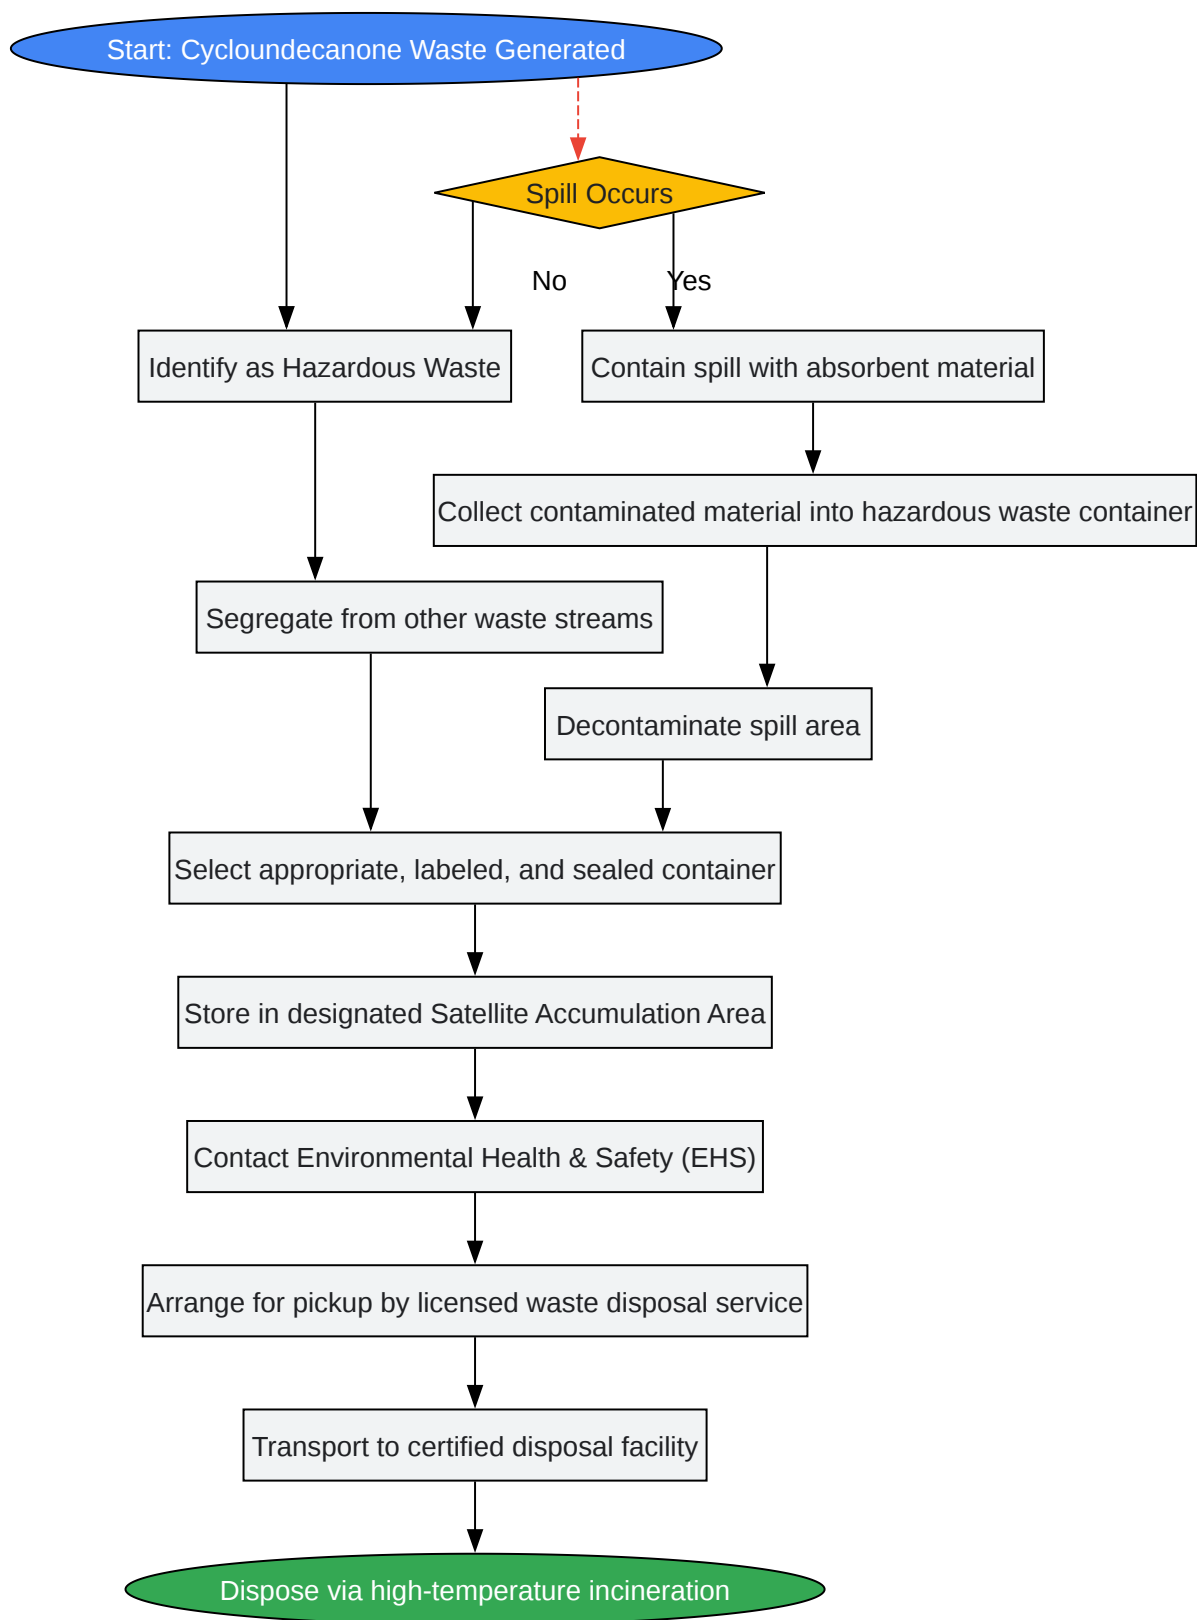 Start: Cycloundecanone Waste Generated
Spill Occurs
No
Yes
Identify as Hazardous Waste
Contain spill with absorbent material
Collect contaminated material into hazardous waste container
Segregate from other waste streams
Decontaminate spill area
Select appropriate, labeled, and sealed container
Store in designated Satellite Accumulation Area
Contact Environmental Health & Safety (EHS)
Arrange for pickup by licensed waste disposal service
Transport to certified disposal facility
Dispose via high-temperature incineration